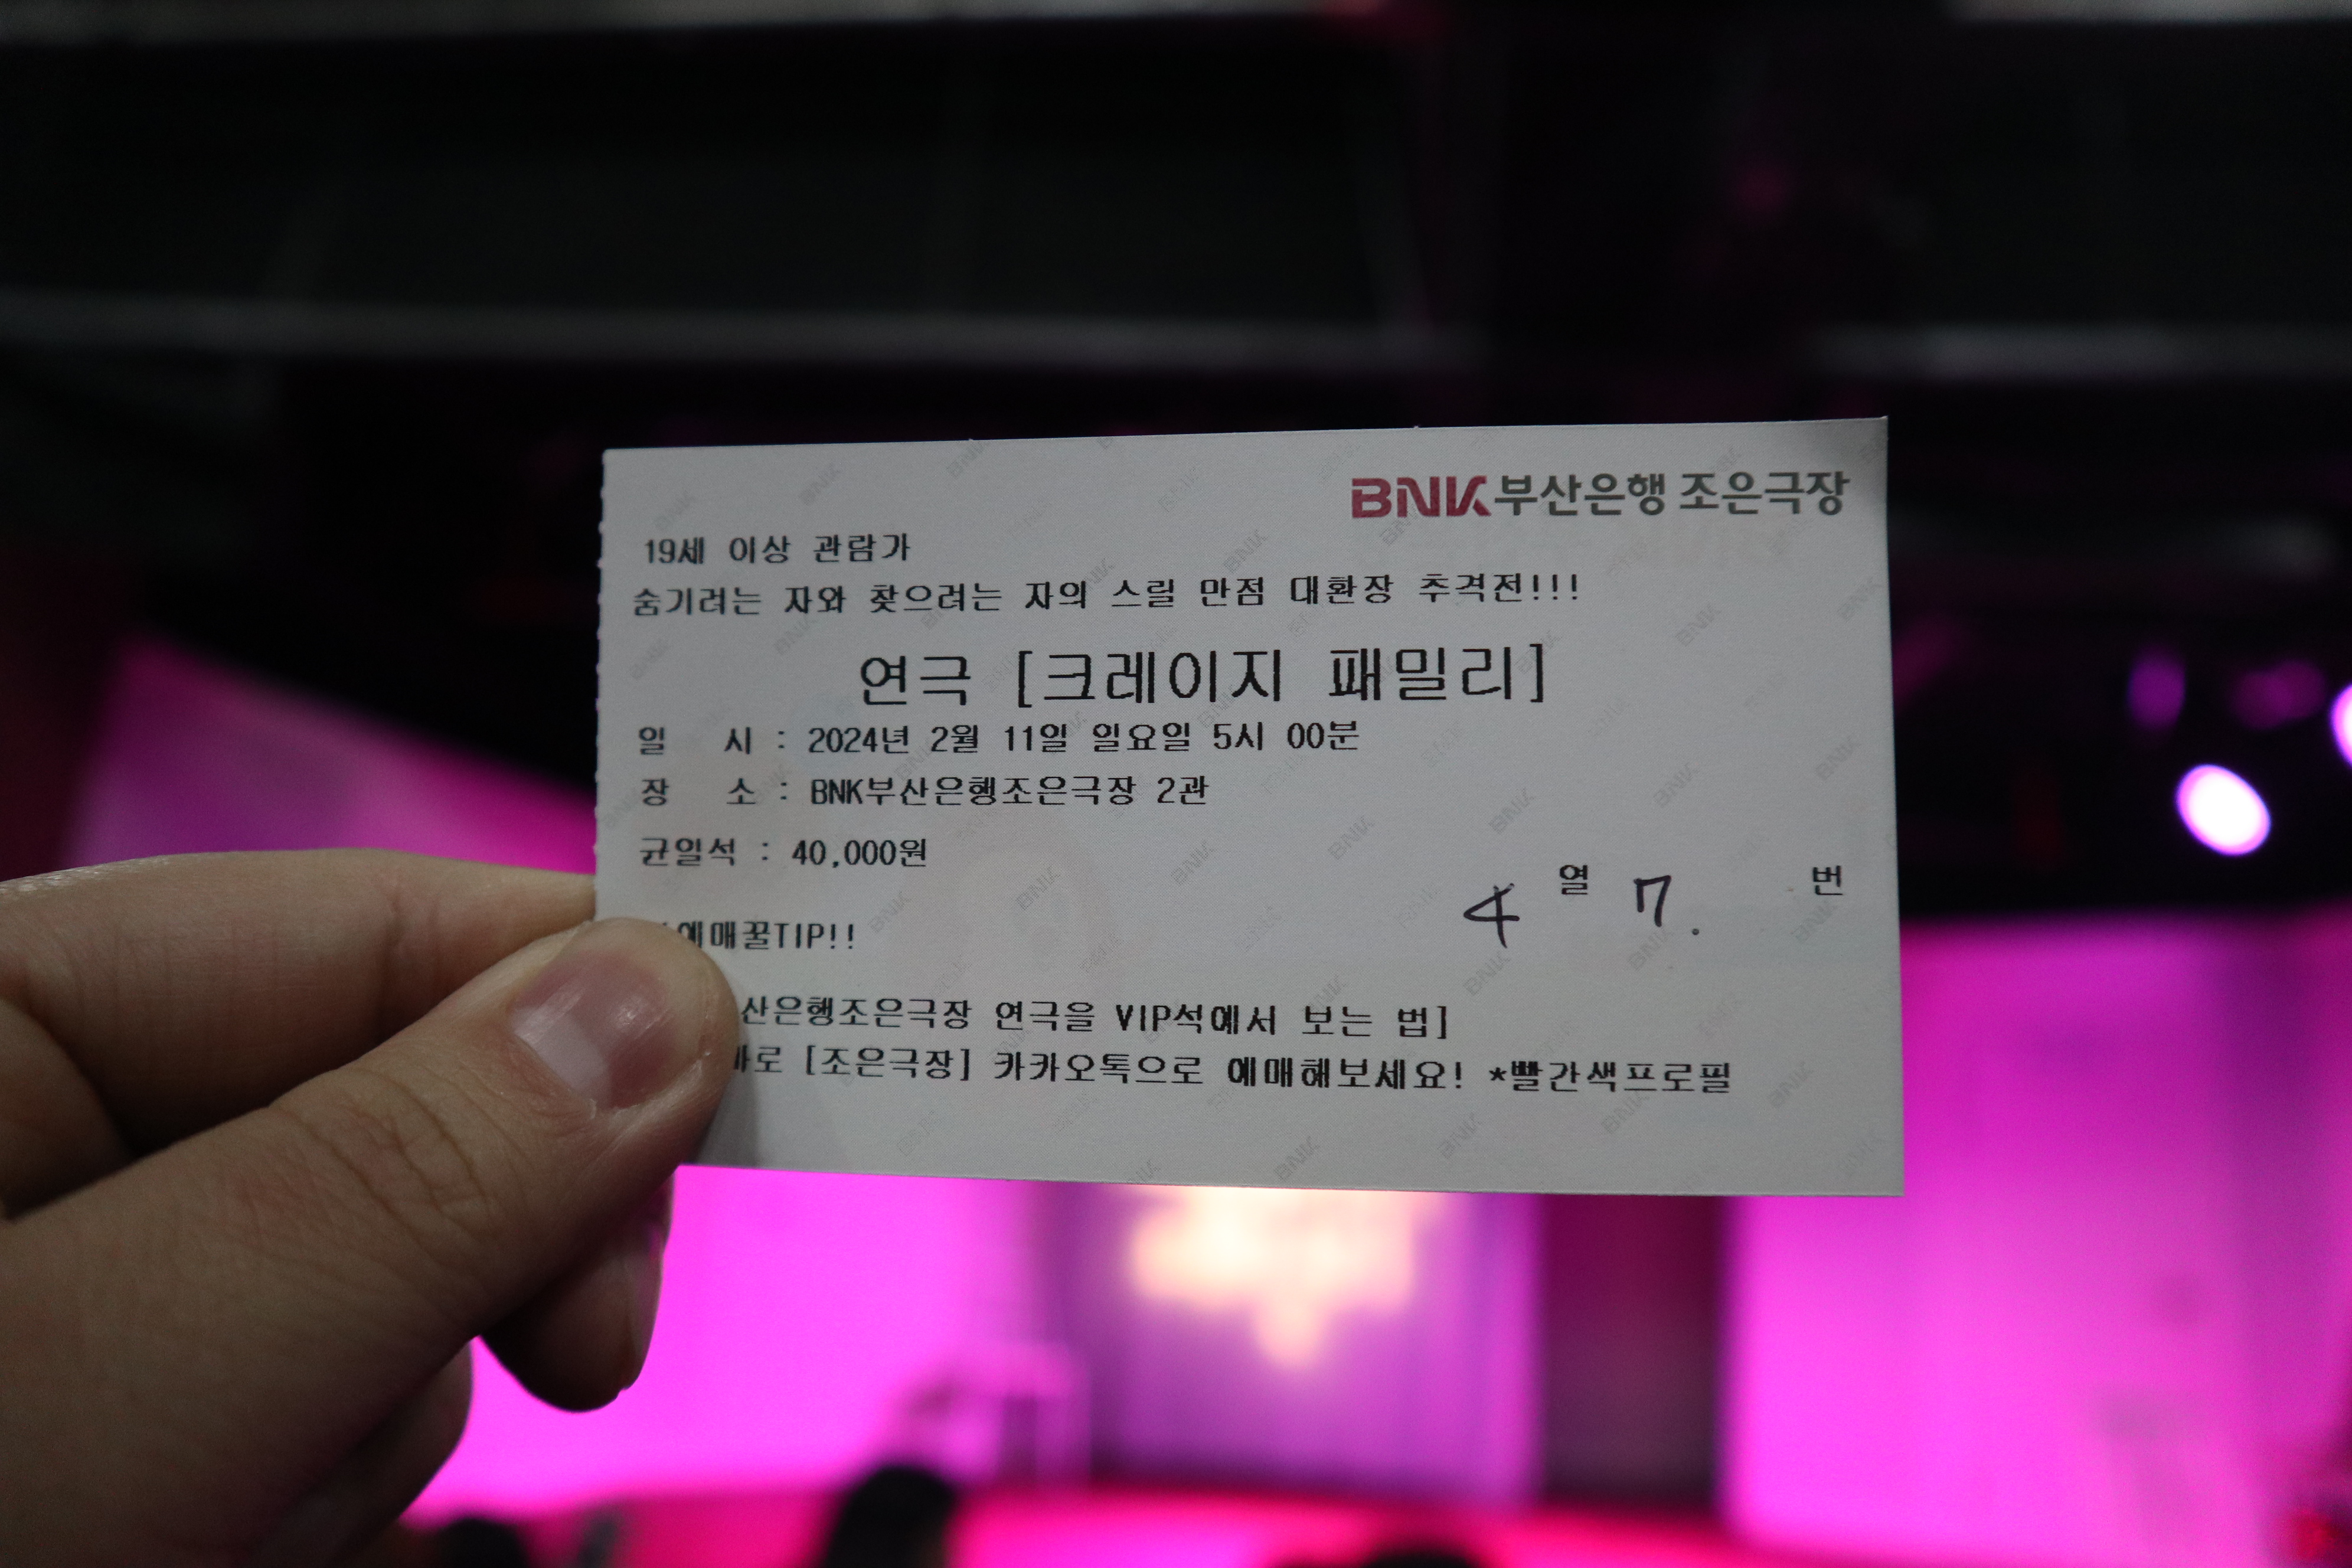 BNK부산은행 조은극장
19세 이상 관람가
숨기려는 자와 찾으려는 자의 스릴 만점 대환장 추격전!!!
연극 [크레이지 패밀리]
일 시 : 2024년 2월 11일 일요일 5시 00분
장 소 : BNK부산은행조은극장 2관
균일석 : 40,000원
4 열 7. 번
예매꿀TIP!!
산은행조은극장 연극을 VIP석에서 보는 법]
로 [조은극장] 카카오톡으로 예매해보세요! *빨간색프로필